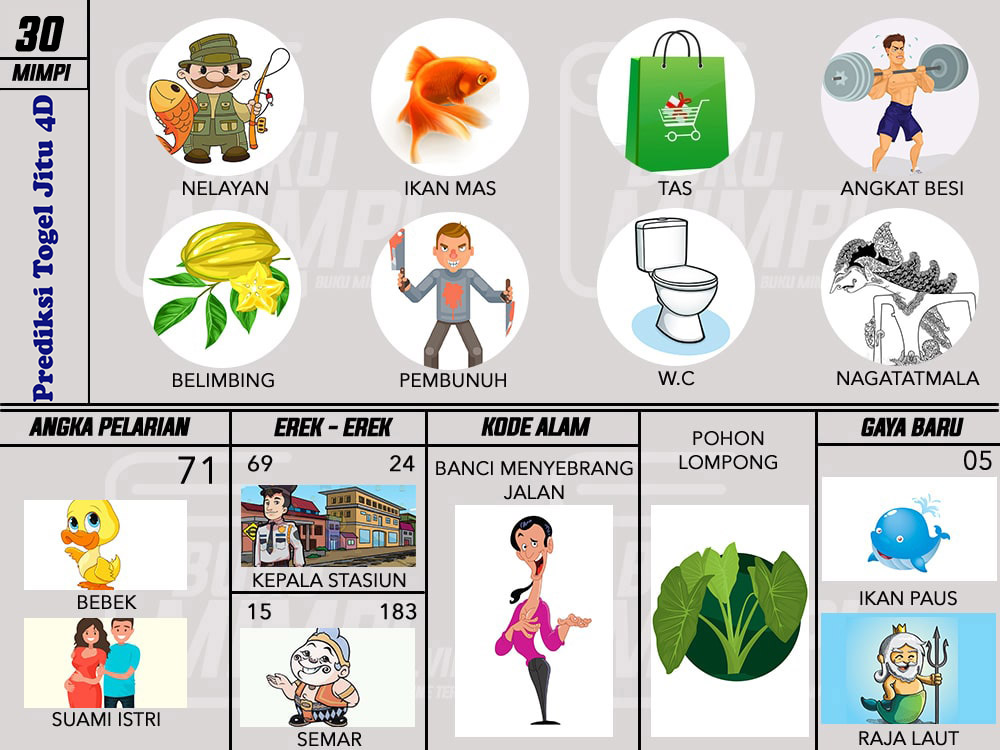 30
MIMPI
Prediksi Togel Jitu 4D
NELAYAN
IKAN MAS
TAS
ANGKAT BESI
BELIMBING
PEMBUNUH
W.C
NAGATATMALA
ANGKA PELARIAN
71
BEBEK
SUAMI ISTRI
EREK - EREK
69 24
KEPALA STASIUN
15 183
SEMAR
KODE ALAM
BANCI MENYEBRANG
JALAN
POHON
LOMPONG
GAYA BARU
05
IKAN PAUS
RAJA LAUT
BUKU
MIMPI